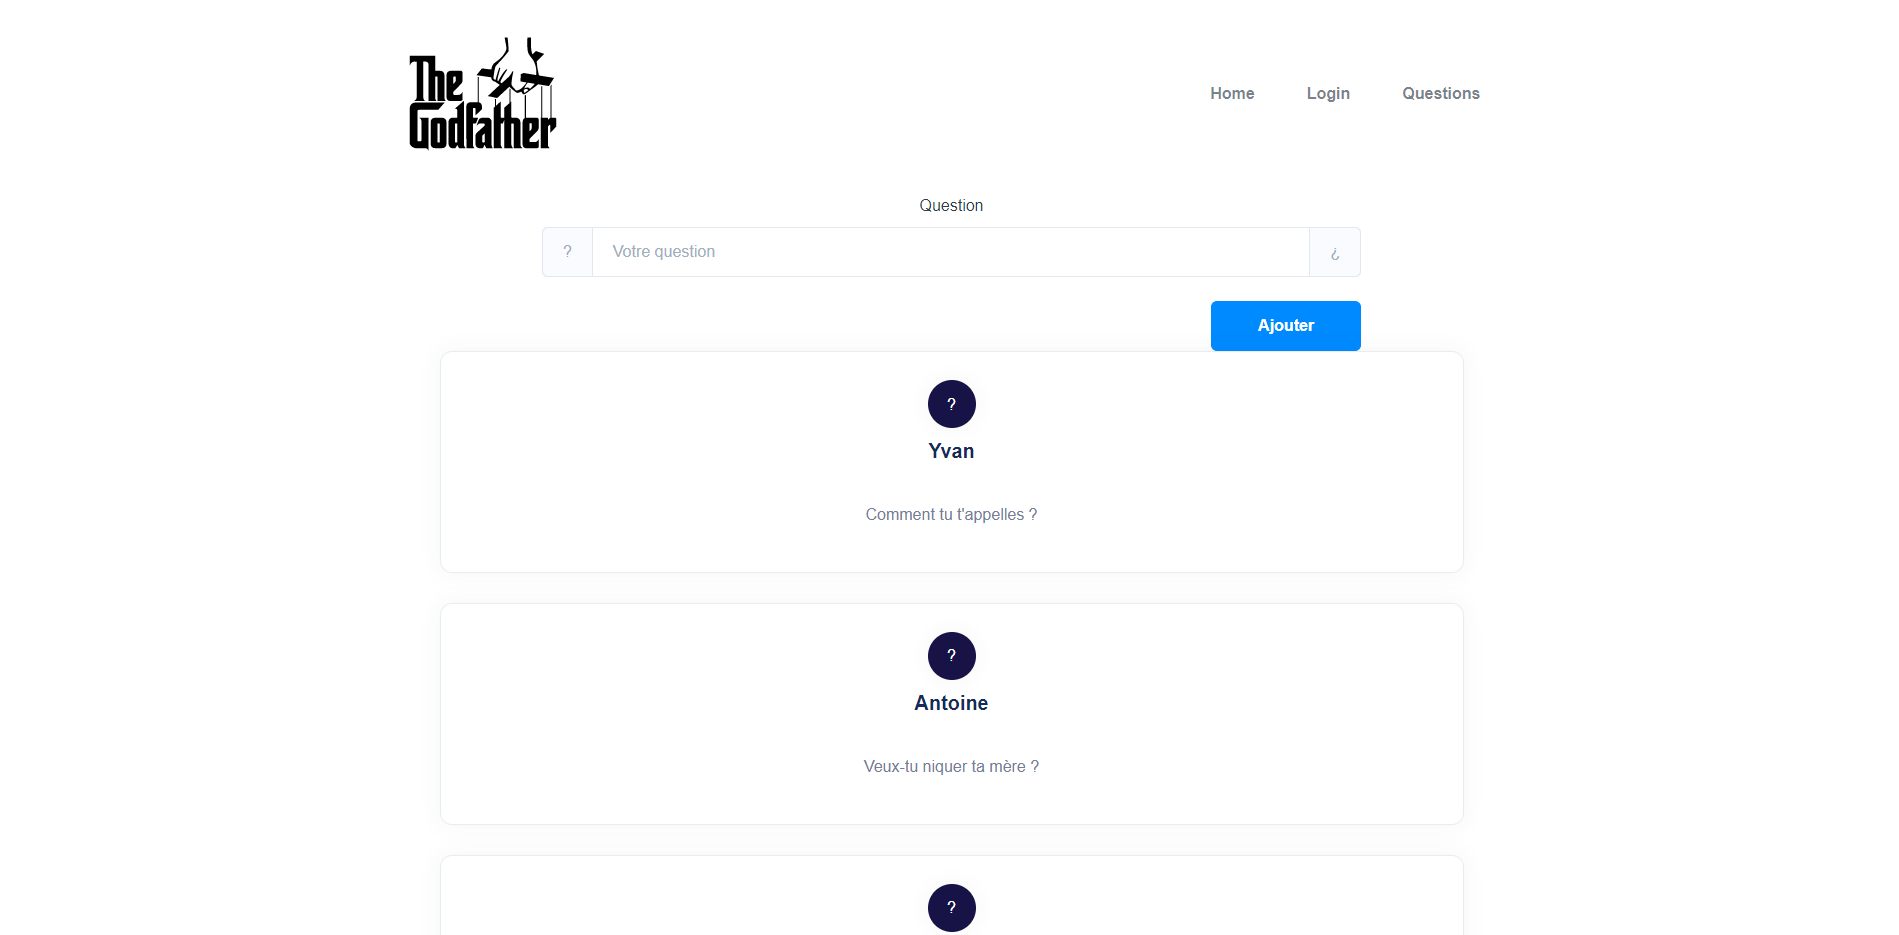 The
Godfather
Home Login Questions
Question
? Votre question ¿
Ajouter
?
Yvan
Comment tu t'appelles ?
?
Antoine
Veux-tu niquer ta mère ?
?